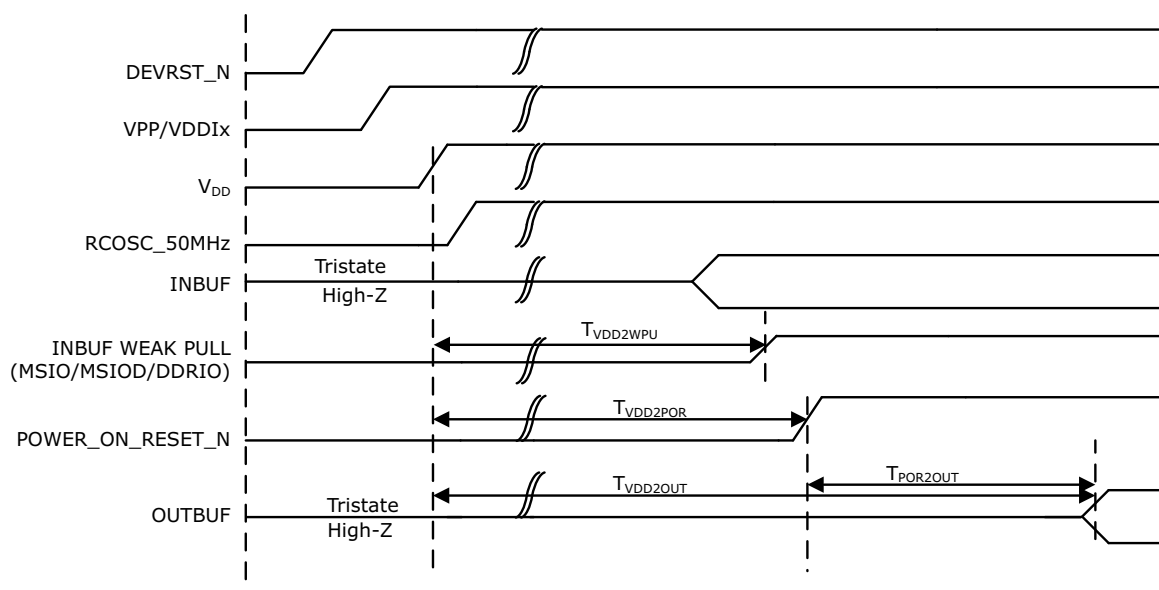 DEVRST_N
VPP/VDDIx
VDD
RCOSC_50MHz
Tristate
INBUF
High-Z
TVDD2WPU
INBUF WEAK PULL
(MSIO/MSIOD/DDRIO)
TVDD2POR
POWER_ON_RESET_N
TPOR2OUT
TVDD2OUT
Tristate
OUTBUF
High-Z